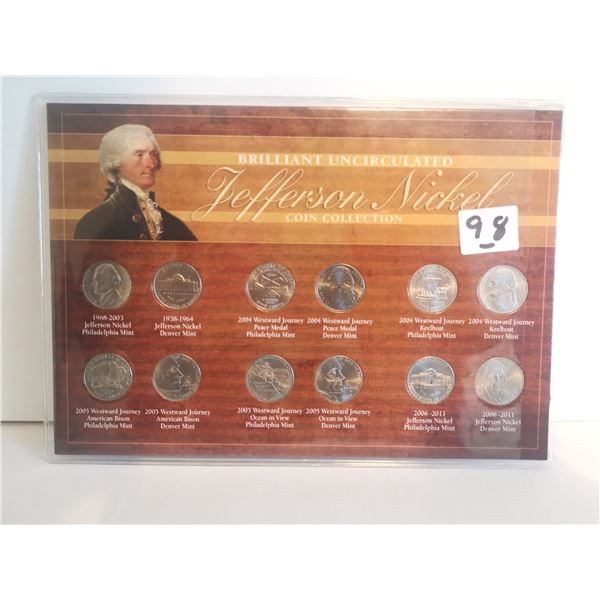 BRILLIANT UNCIRCULATED
Jefferson Nickel
COIN COLLECTION
98
1968-2003
Jefferson Nickel
Philadelphia Mint
1938-1964
Jefferson Nickel
Denver Mint
2004 Westward Journey
Peace Medal
Philadelphia Mint
2004 Westward Journey
Peace Medal
Denver Mint
2004 Westward Journey
Keelboat
Philadelphia Mint
2004 Westward Journey
Keelboat
Denver Mint
2005 Westward Journey
American Bison
Philadelphia Mint
2005 Westward Journey
American Bison
Denver Mint
2005 Westward Journey
Ocean in View
Philadelphia Mint
2005 Westward Journey
Ocean in View
Denver Mint
2006-2011
Jefferson Nickel
Philadelphia Mint
2006-2011
Jefferson Nickel
Denver Mint